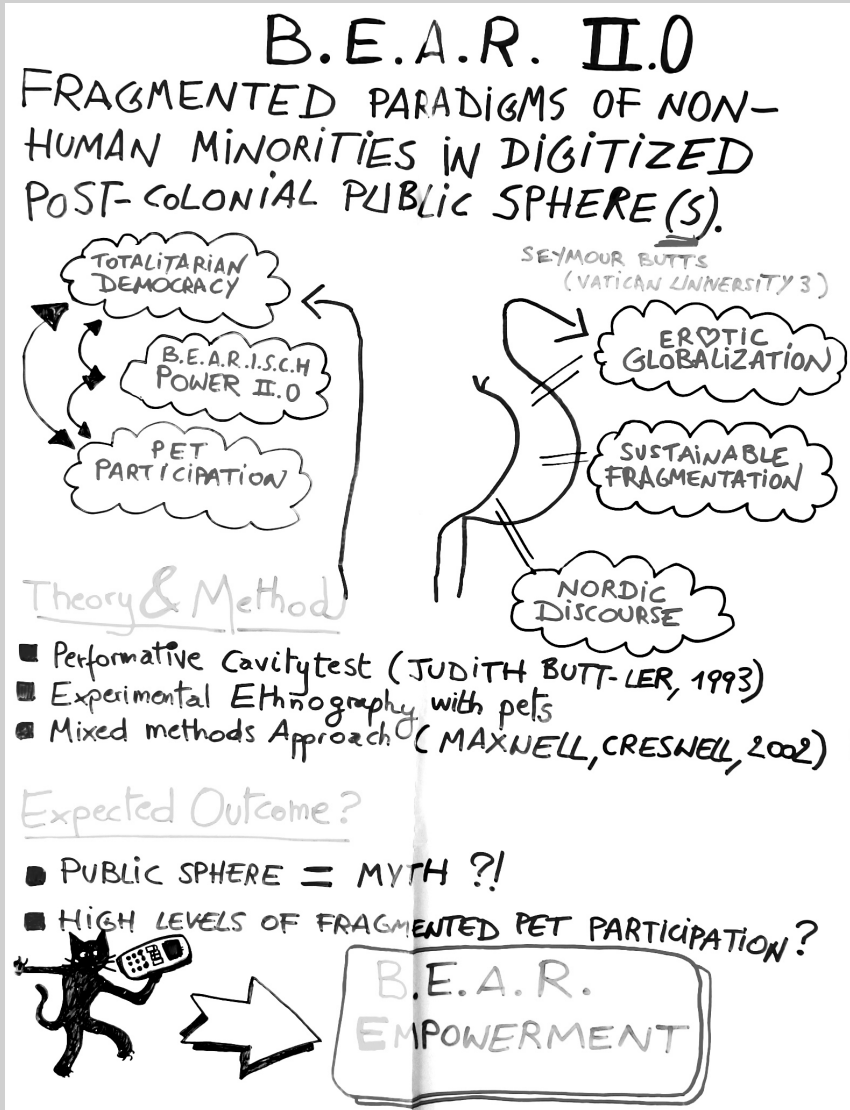 B.E.A.R. II.0
FRAGMENTED PARADIGMS OF NON-
HUMAN MINORITIES IN DIGITIZED
POST-COLONIAL PUBLIC SPHERE(S).
SEYMOUR BUTTS
(VATICAN UNIVERSITY 3)
TOTALITARIAN
DEMOCRACY
B.E.A.R.I.S.C.H
POWER II.0
PET
PARTICIPATION
ER♡TIC
GLOBALIZATION
SUSTAINABLE
FRAGMENTATION
NORDIC
DISCOURSE
Theory & Method
■ Performative Cavitytest (JUDITH BUTT-LER, 1993)
■ Experimental Ethnography with pets
■ Mixed methods Approach (MAXWELL, CRESWELL, 2002)
Expected Outcome?
■ PUBLIC SPHERE = MYTH ?!
■ HIGH LEVELS OF FRAGMENTED PET PARTICIPATION?
B.E.A.R.
EMPOWERMENT